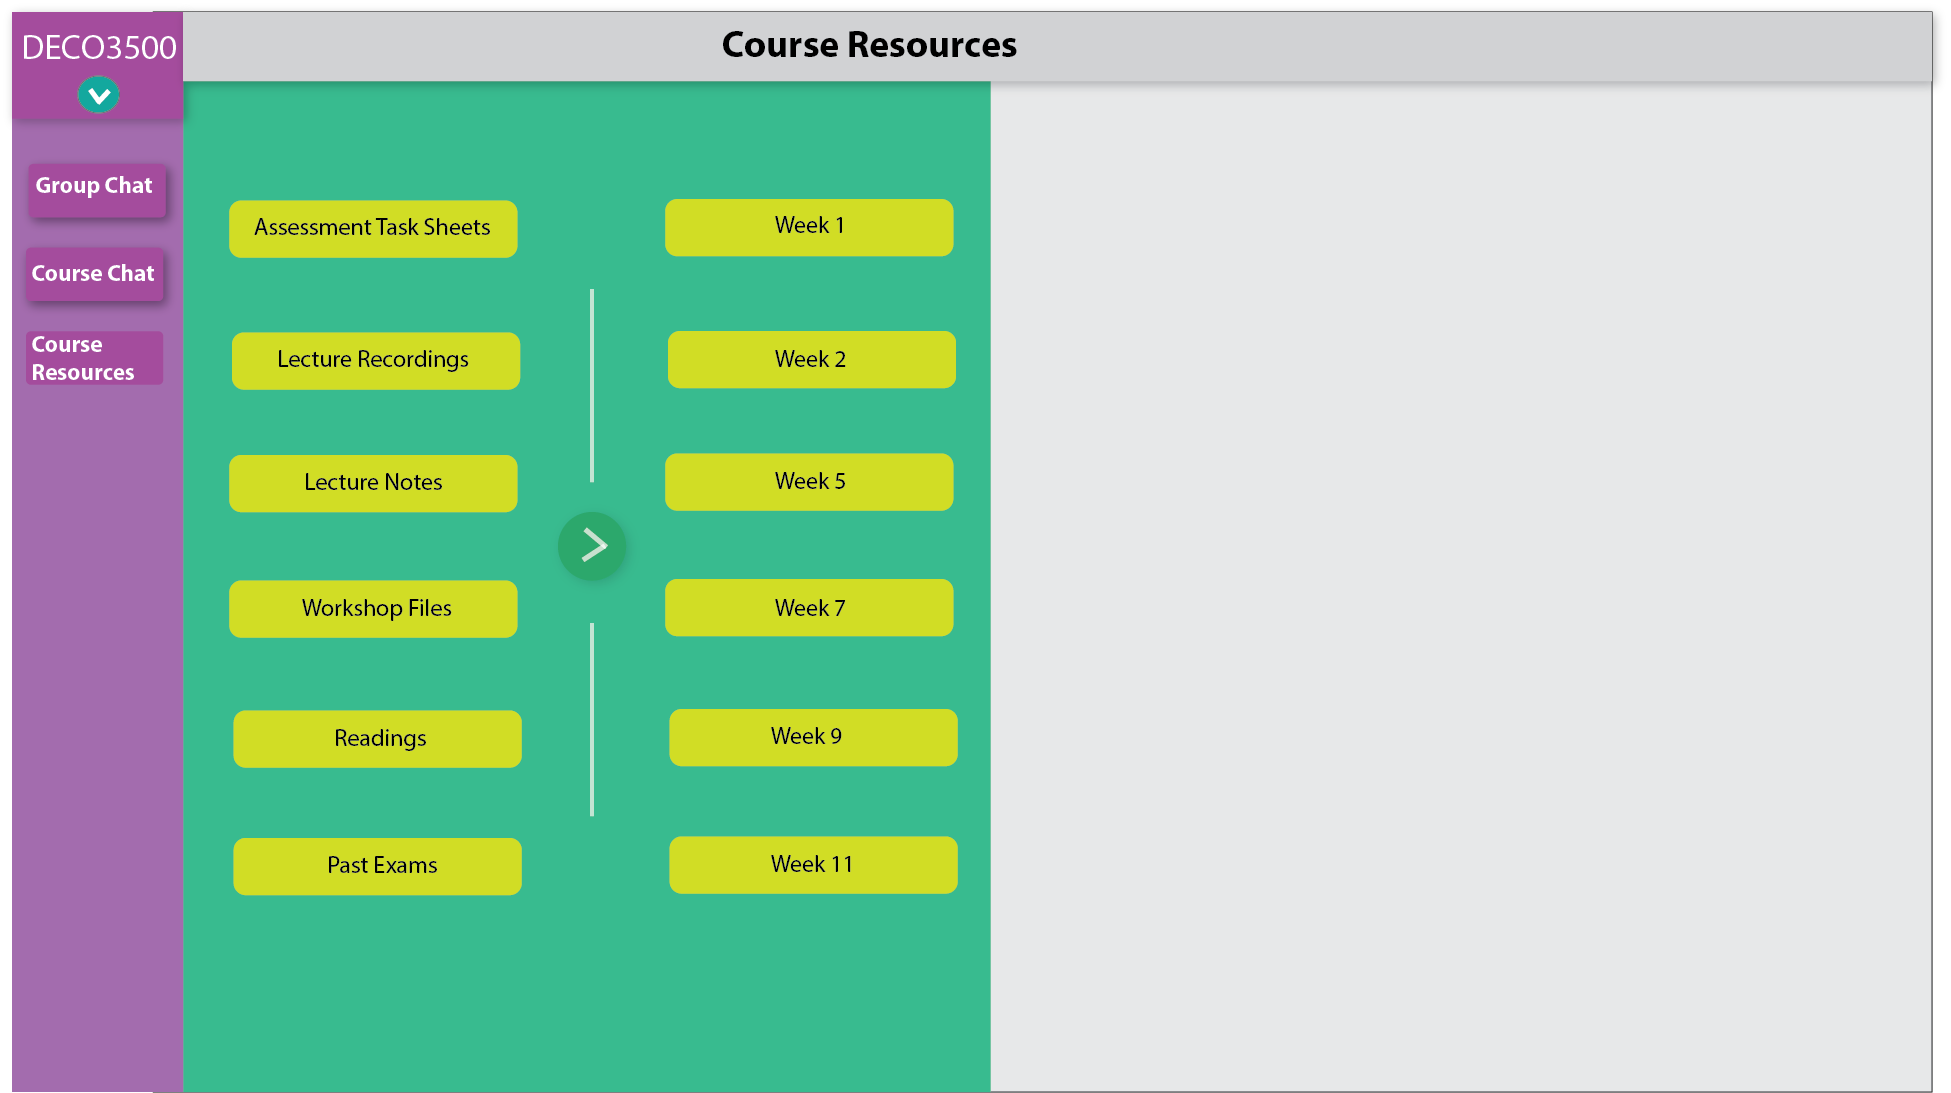 DECO3500
Course Resources
Group Chat
Course Chat
Course
Resources
Assessment Task Sheets
Lecture Recordings
Lecture Notes
Workshop Files
Readings
Past Exams
Week 1
Week 2
Week 5
Week 7
Week 9
Week 11